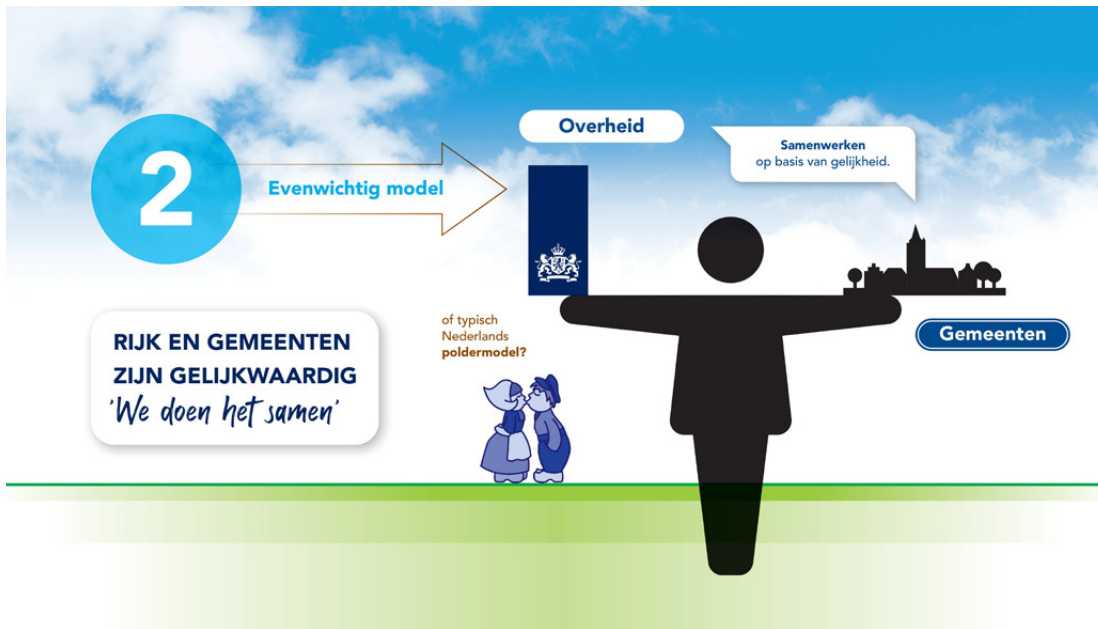 2
Evenwichtig model
Overheid
Samenwerken
op basis van gelijkheid.
RIJK EN GEMEENTEN
ZIJN GELIJKWAARDIG
'We doen het samen'
of typisch
Nederlands
poldermodel?
Gemeenten